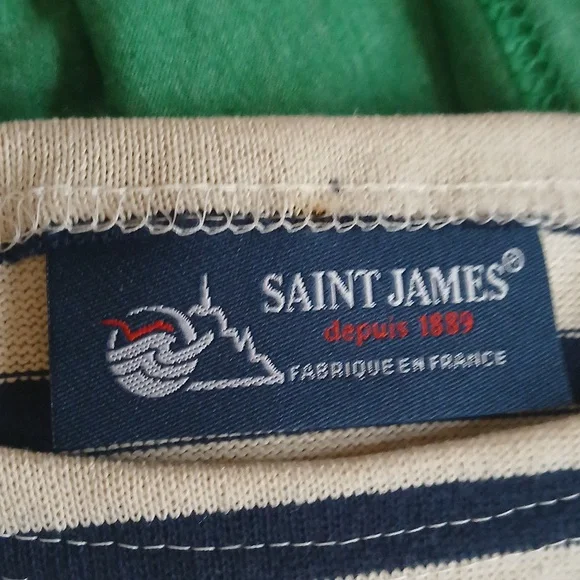 SAINT JAMES®
depuis 1889
FABRIQUE EN FRANCE